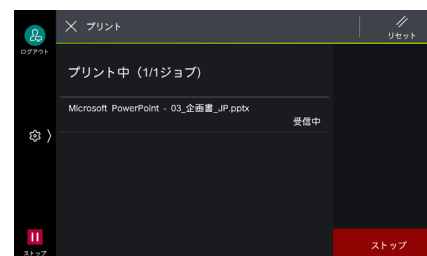 × プリント
リセット
ログアウト
プリント中（1/1ジョブ）
Microsoft PowerPoint - 03_企画書_JP.pptx
受信中
ストップ
ストップ